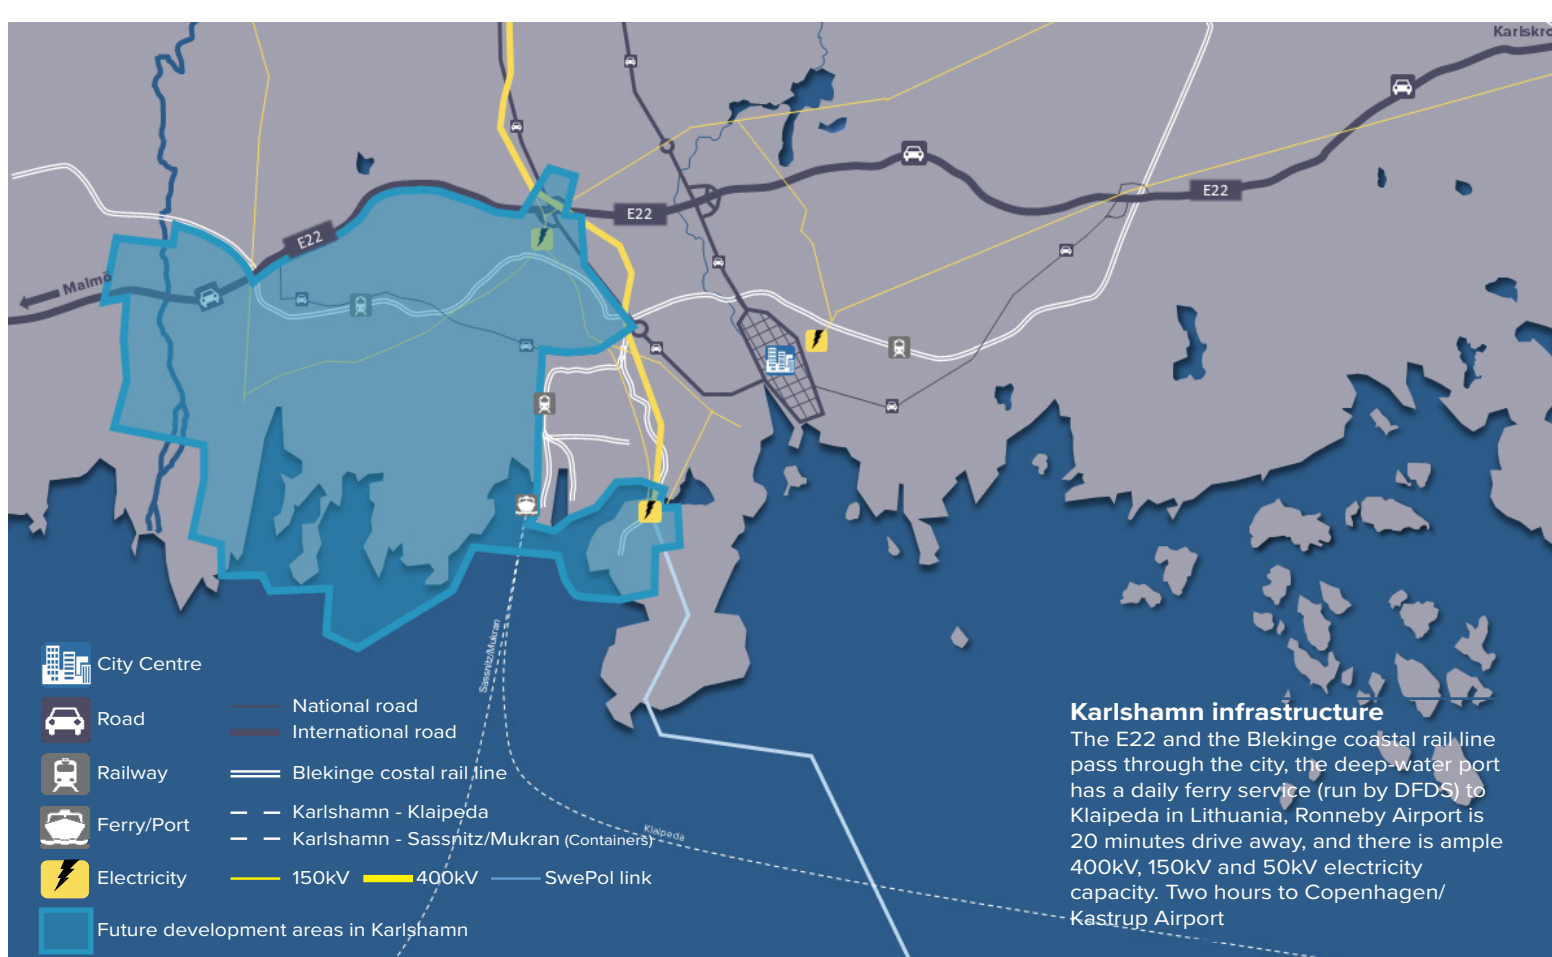 Karlskro
E22
E22
E22
Malmö
Sassnitz/Mukran
Klaipeda
City Centre
Road
National road
International road
Railway
Blekinge costal rail line
Ferry/Port
Karlshamn - Klaipeda
Karlshamn - Sassnitz/Mukran (Containers)
Electricity
150kV
400kV
SwePol link
Future development areas in Karlshamn
Karlshamn infrastructure
The E22 and the Blekinge coastal rail line
pass through the city, the deep-water port
has a daily ferry service (run by DFDS) to
Klaipeda in Lithuania, Ronneby Airport is
20 minutes drive away, and there is ample
400kV, 150kV and 50kV electricity
capacity. Two hours to Copenhagen/
Kastrup Airport